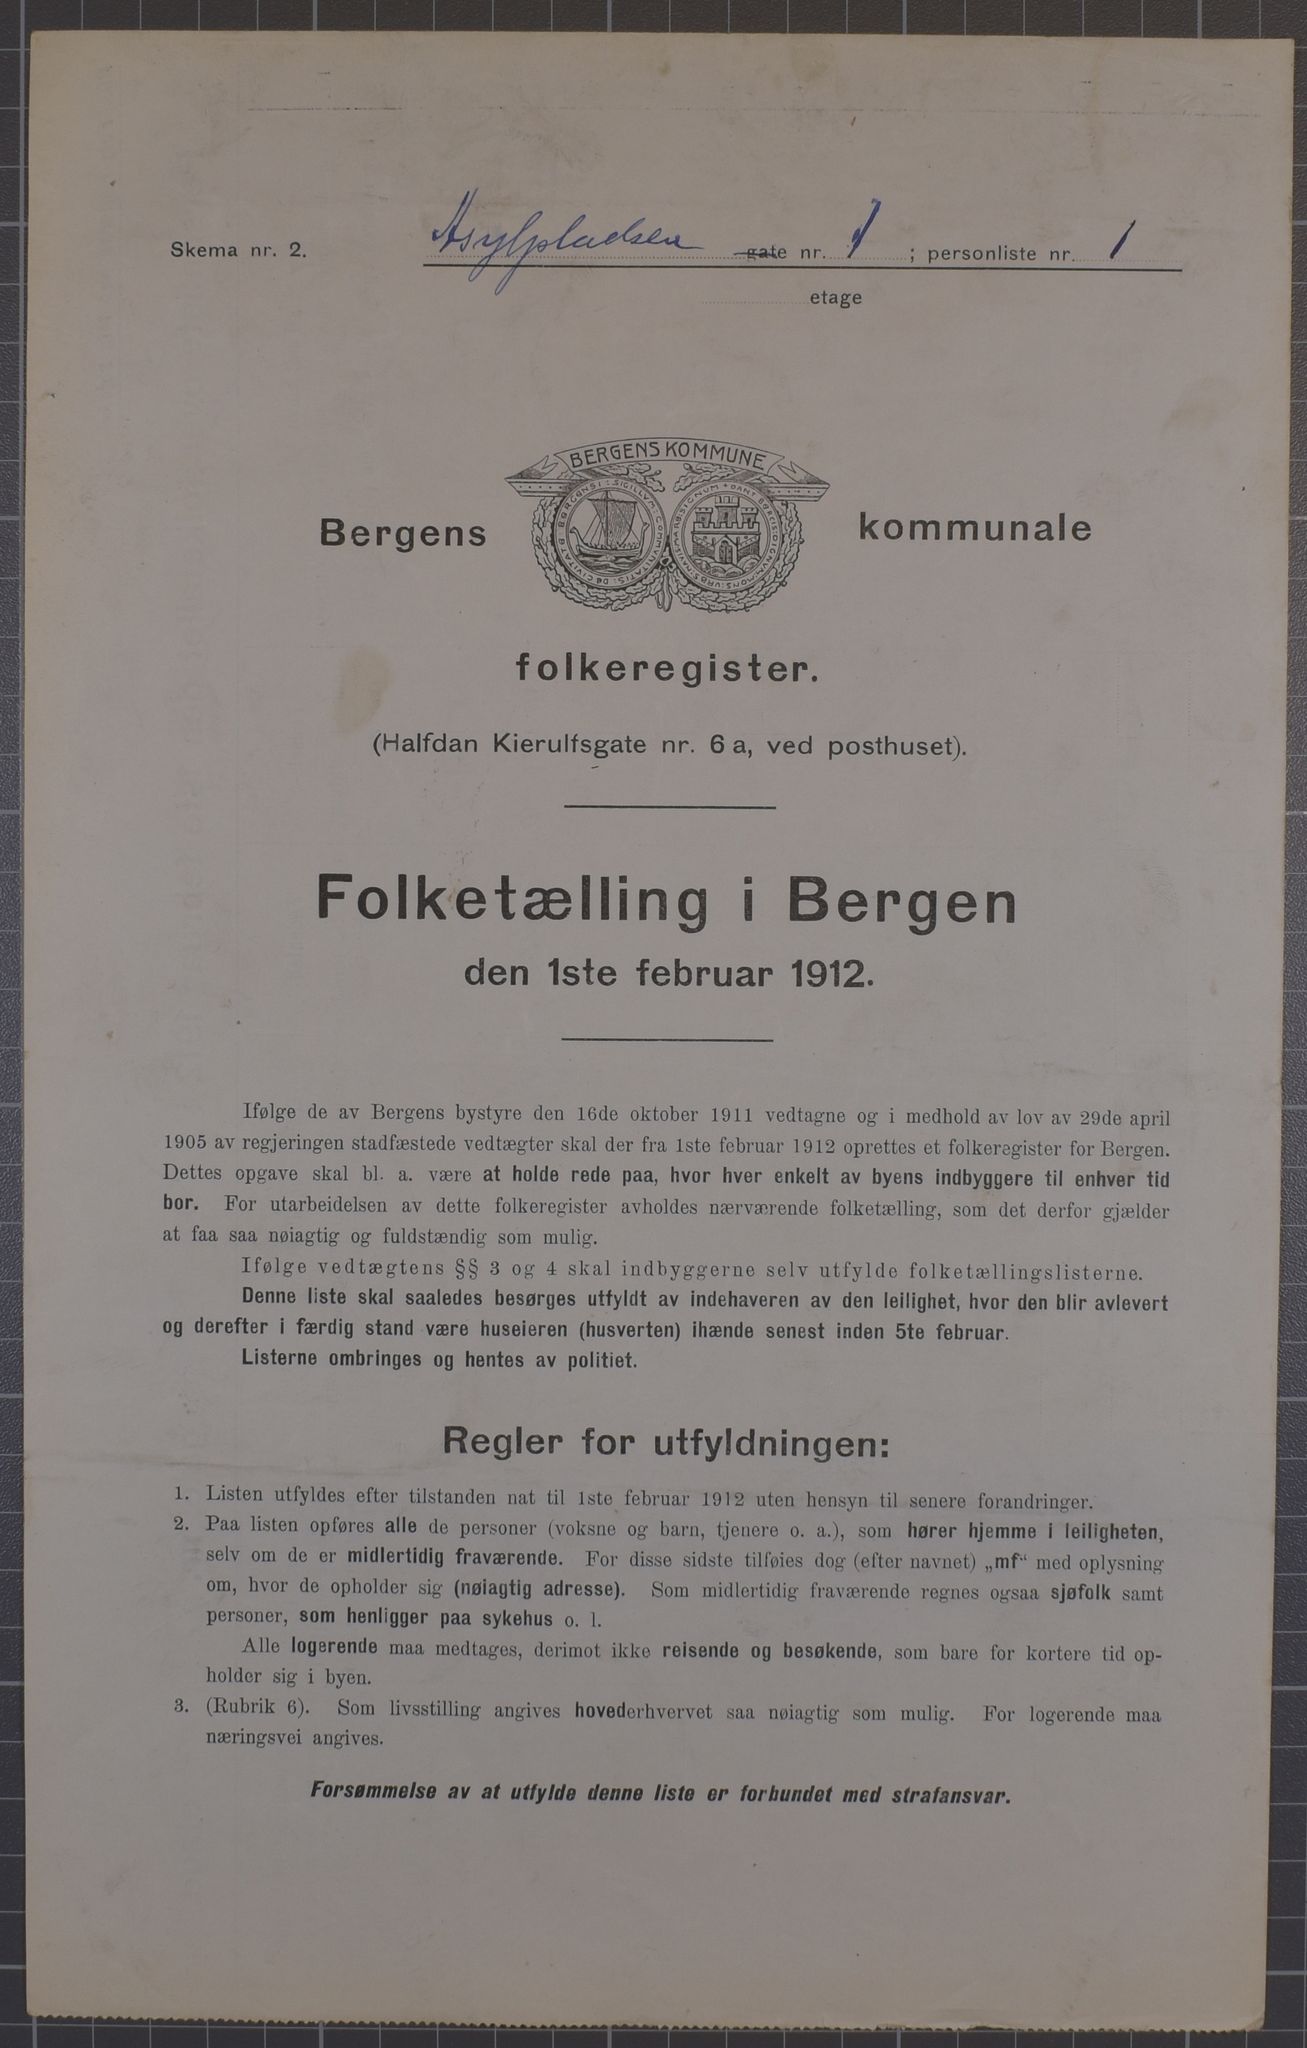 Skema nr. 2. Asylpladsen gate nr. 1 ; personliste nr. 1
etage
BERGENS KOMMUNE
Bergens kommunale
folkeregister.
(Halfdan Kierulfsgate nr. 6 a, ved posthuset).
Folketælling i Bergen
den 1ste februar 1912.
Ifølge de av Bergens bystyre den 16de oktober 1911 vedtagne og i medhold av lov av 29de april
1905 av regjeringen stadfæstede vedtægter skal der fra 1ste februar 1912 oprettes et folkeregister for Bergen.
Dettes opgave skal bl. a. være at holde rede paa, hvor hver enkelt av byens indbyggere til enhver tid
bor. For utarbeidelsen av dette folkeregister avholdes nærværende folketælling, som det derfor gjælder
at faa saa nøiagtig og fuldstændig som mulig.
Ifølge vedtægtens §§ 3 og 4 skal indbyggerne selv utfylde folketællingslisterne.
Denne liste skal saaledes besørges utfyldt av indehaveren av den leilighet, hvor den blir avlevert
og derefter i færdig stand være huseieren (husverten) ihænde senest inden 5te februar.
Listerne ombringes og hentes av politiet.
Regler for utfyldningen:
1. Listen utfyldes efter tilstanden nat til 1ste februar 1912 uten hensyn til senere forandringer.
2. Paa listen opføres alle de personer (voksne og barn, tjenere o. a.), som hører hjemme i leiligheten,
selv om de er midlertidig fraværende. For disse sidste tilføies dog (efter navnet) „mf“ med oplysning
om, hvor de opholder sig (nøiagtig adresse). Som midlertidig fraværende regnes ogsaa sjøfolk samt
personer, som henligger paa sykehus o. l.
Alle logerende maa medtages, derimot ikke reisende og besøkende, som bare for kortere tid op-
holder sig i byen.
3. (Rubrik 6). Som livsstilling angives hovederhvervet saa nøiagtig som mulig. For logerende maa
næringsvei angives.
Forsømmelse av at utfylde denne liste er forbundet med strafansvar.